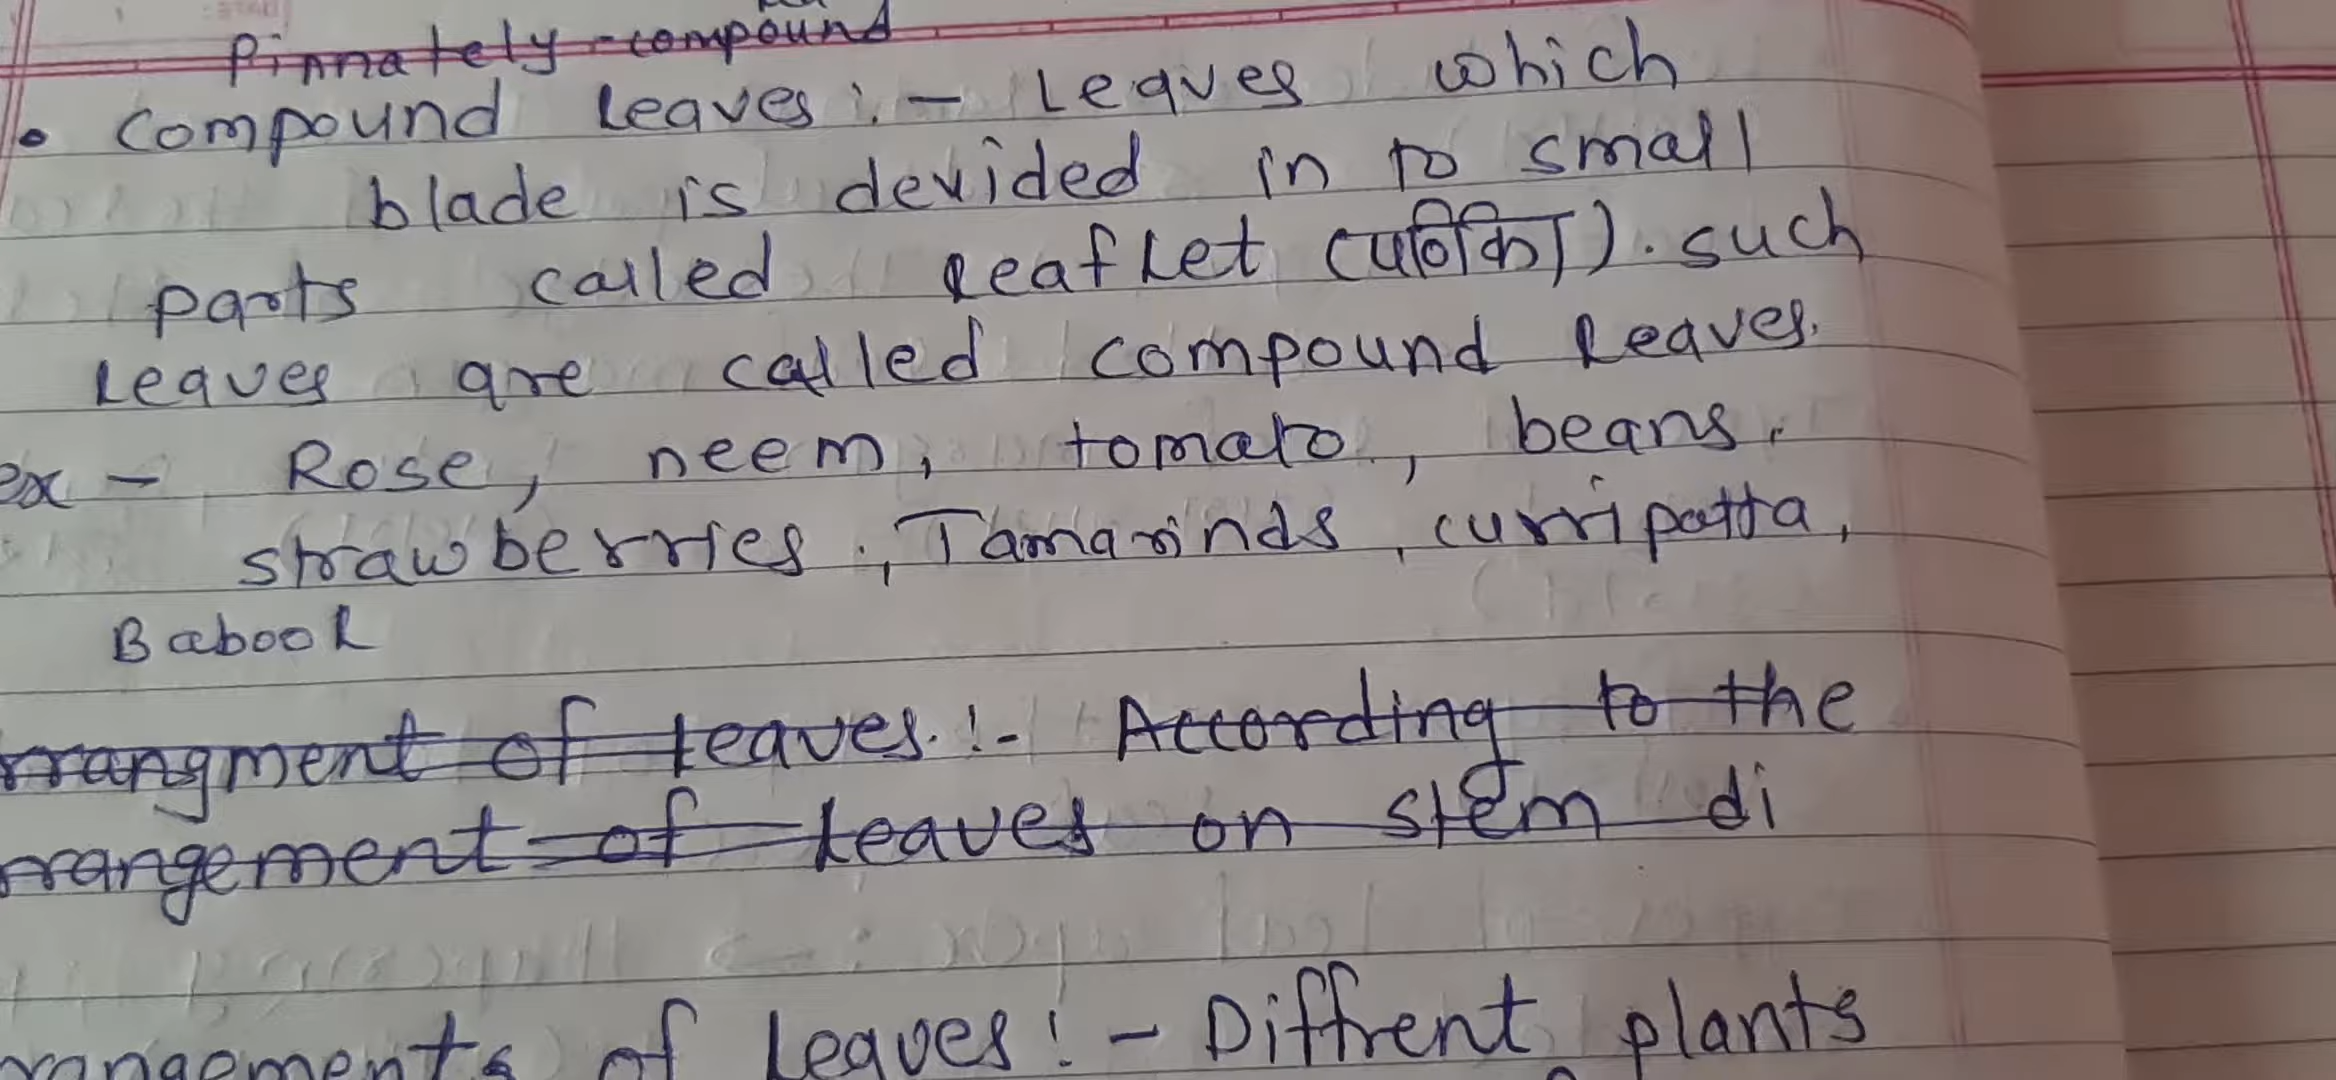 Pinnately compound
• compound leaves :- Leaves which
blade is devided in to small
parts called leaflet (पर्णिका). such
leaves are called compound leaves.
ex - Rose, neem, tomato, beans,
strawberries, Tamarinds, curripatta,
Babool
rrangment of leaves. :- According to the
rrangement of leaves on stem di
rangements of leaves :- Diffrent plants